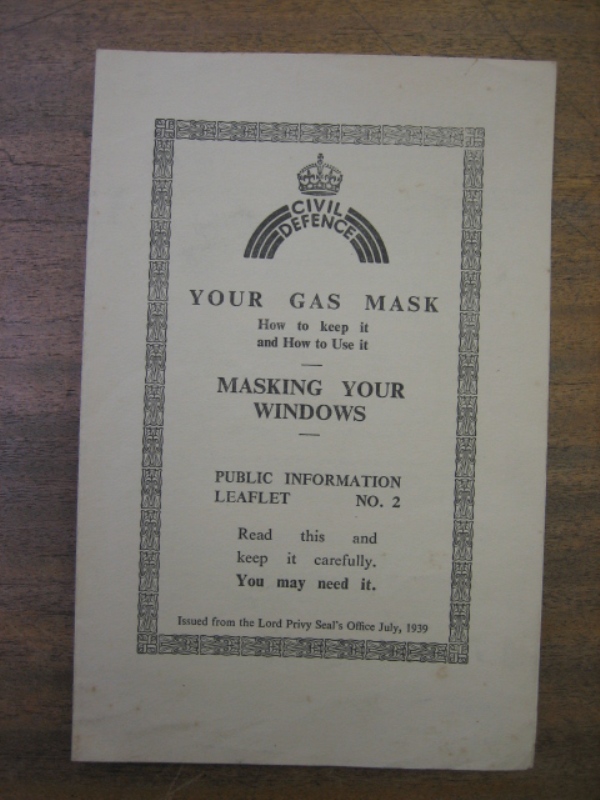 CIVIL
DEFENCE
YOUR GAS MASK
How to keep it
and How to Use it
MASKING YOUR
WINDOWS
PUBLIC INFORMATION
LEAFLET NO. 2
Read this and
keep it carefully.
You may need it.
Issued from the Lord Privy Seal's Office July, 1939